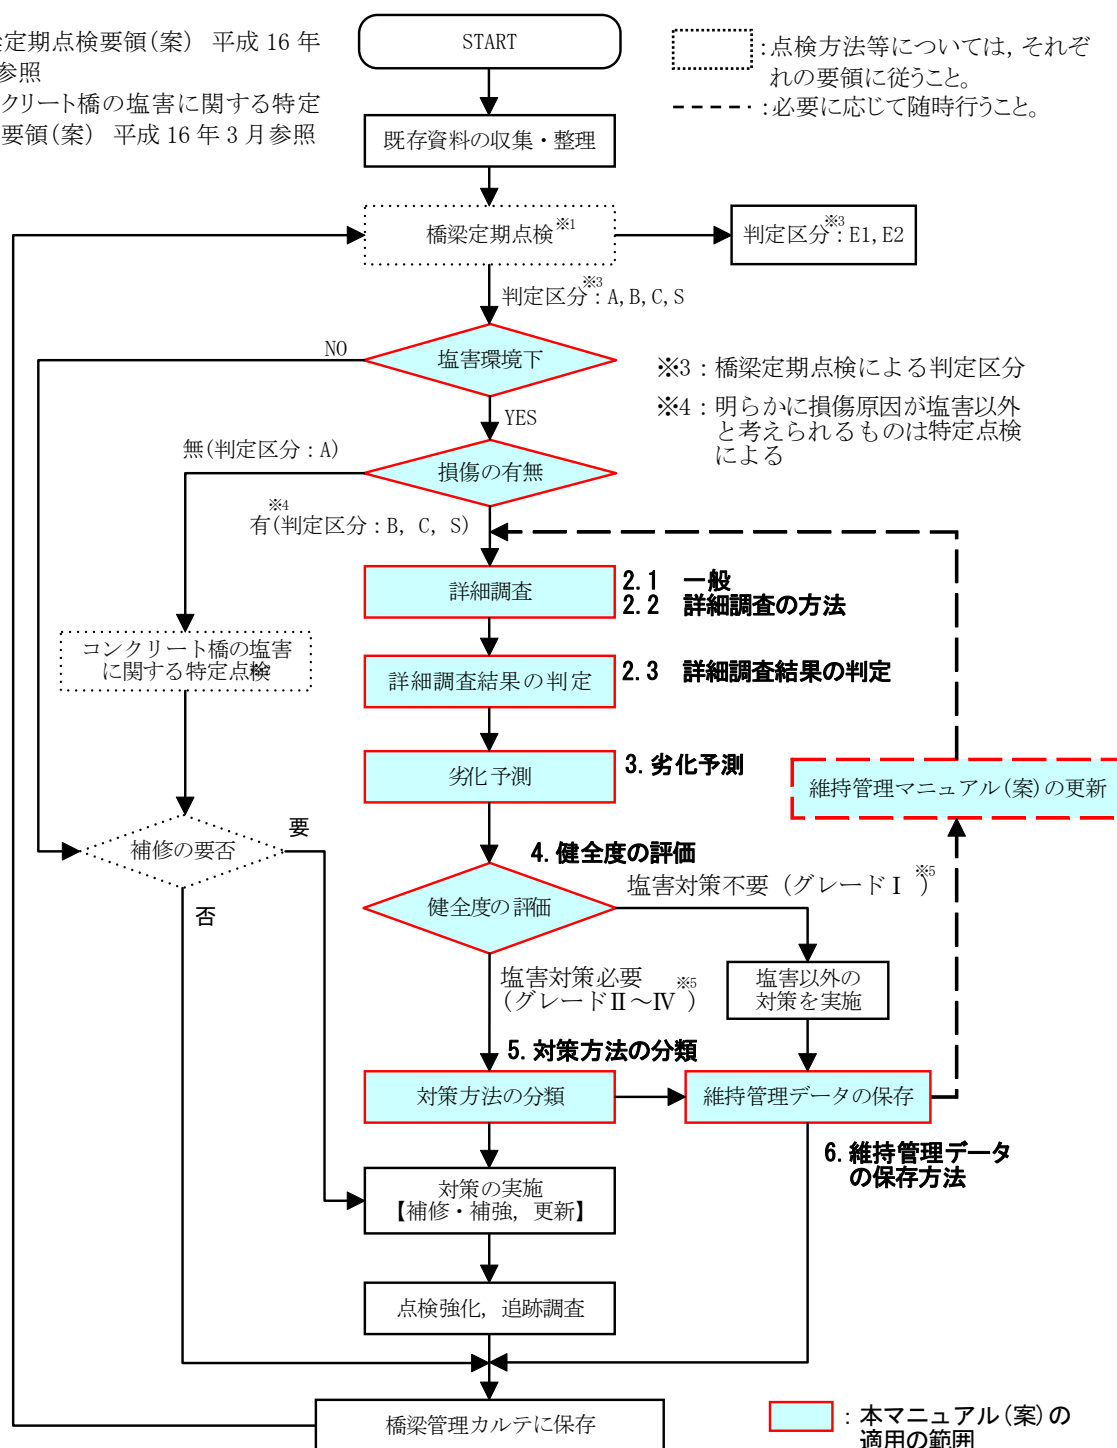 梁定期点検要領(案) 平成 16 年
参照
ンクリート橋の塩害に関する特定
要領(案) 平成 16 年 3 月参照
START
:点検方法等については, それぞ
れの要領に従うこと。
:必要に応じて随時行うこと。
既存資料の収集・整理
橋梁定期点検※1
判定区分※3:E1,E2
判定区分※3:A,B,C,S
塩害環境下
NO
YES
※3:橋梁定期点検による判定区分
※4:明らかに損傷原因が塩害以外
と考えられるものは特定点検
による
損傷の有無
無(判定区分:A)
※4
有(判定区分:B, C, S)
詳細調査
2.1 一般
2.2 詳細調査の方法
コンクリート橋の塩害
に関する特定点検※2
詳細調査結果の判定
2.3 詳細調査結果の判定
劣化予測
3.劣化予測
維持管理マニュアル(案)の更新
補修の要否
要
否
4.健全度の評価
健全度の評価
塩害対策不要 (グレードⅠ※5)
塩害対策必要
(グレードⅡ~Ⅳ※5)
塩害以外の
対策を実施
5.対策方法の分類
対策方法の分類
維持管理データの保存
6.維持管理データ
の保存方法
対策の実施
【補修・補強, 更新】
点検強化, 追跡調査
橋梁管理カルテに保存
:本マニュアル(案)の
適用の範囲